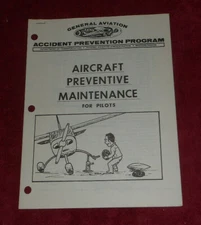 GENERAL AVIATION
ACCIDENT PREVENTION PROGRAM
AIRCRAFT
PREVENTIVE
MAINTENANCE
FOR PILOTS